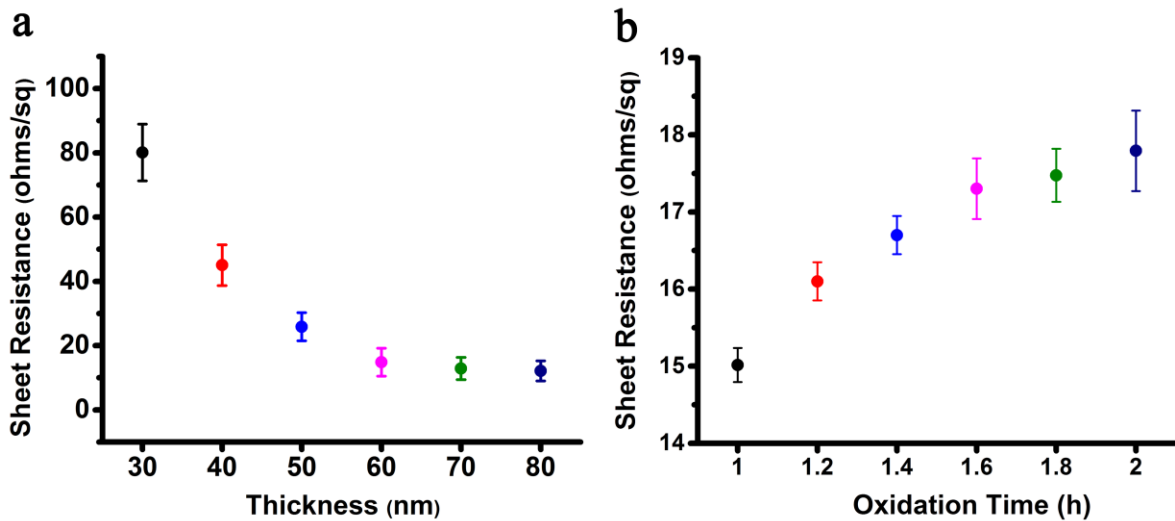 a
Sheet Resistance (ohms/sq)
100
80
60
40
20
0
30 40 50 60 70 80
Thickness (nm)
b
Sheet Resistance (ohms/sq)
19
18
17
16
15
14
1 1.2 1.4 1.6 1.8 2
Oxidation Time (h)